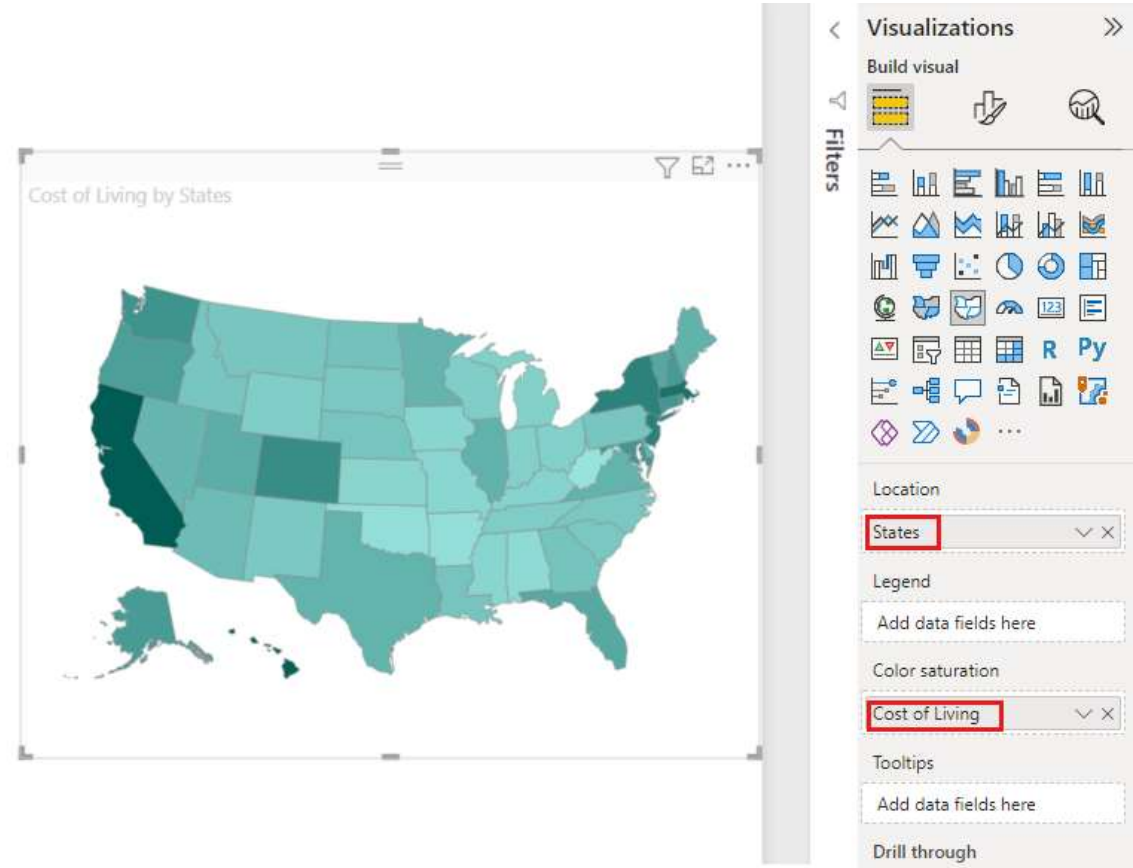 Visualizations
Build visual
Filters
Cost of Living by States
123
R
Py
Location
States
Legend
Add data fields here
Color saturation
Cost of Living
Tooltips
Add data fields here
Drill through